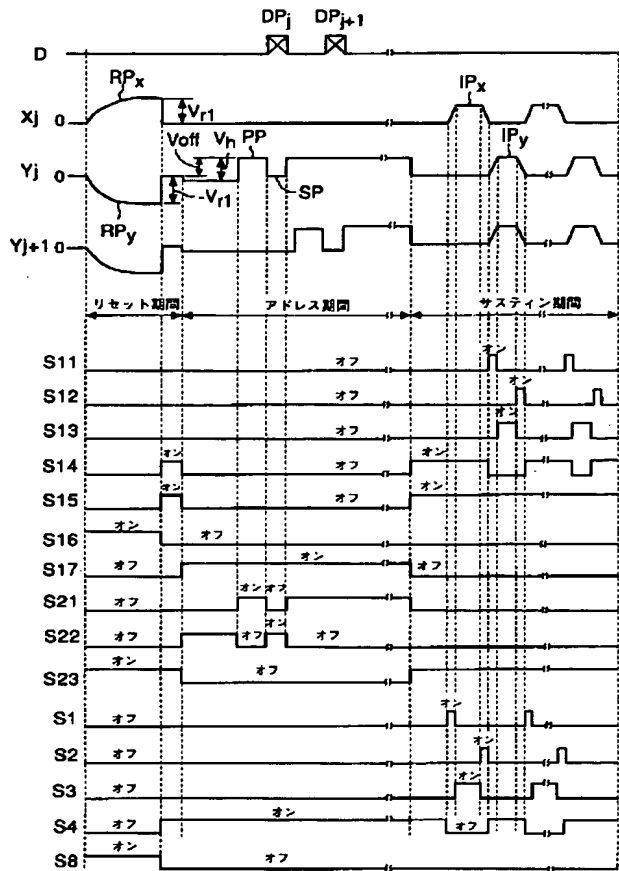 DPj DPj+1
D
RPx IPx
Xj 0 Vr1
Voff Vh PP IPy
Yj 0
-Vr1 SP
RPy
Yj+1 0
リセット期間 アドレス期間 サスティン期間
S11 オフ オン
S12 オフ オン
S13 オフ オン
S14 オン オフ オン
S15 オン オフ オン
S16 オン オフ
S17 オフ オン オフ
S21 オフ オン オフ
S22 オフ オフ オン オフ
S23 オン オフ
S1 オフ オン
S2 オフ オン
S3 オフ オン
S4 オフ オン オフ
S8 オン オフ